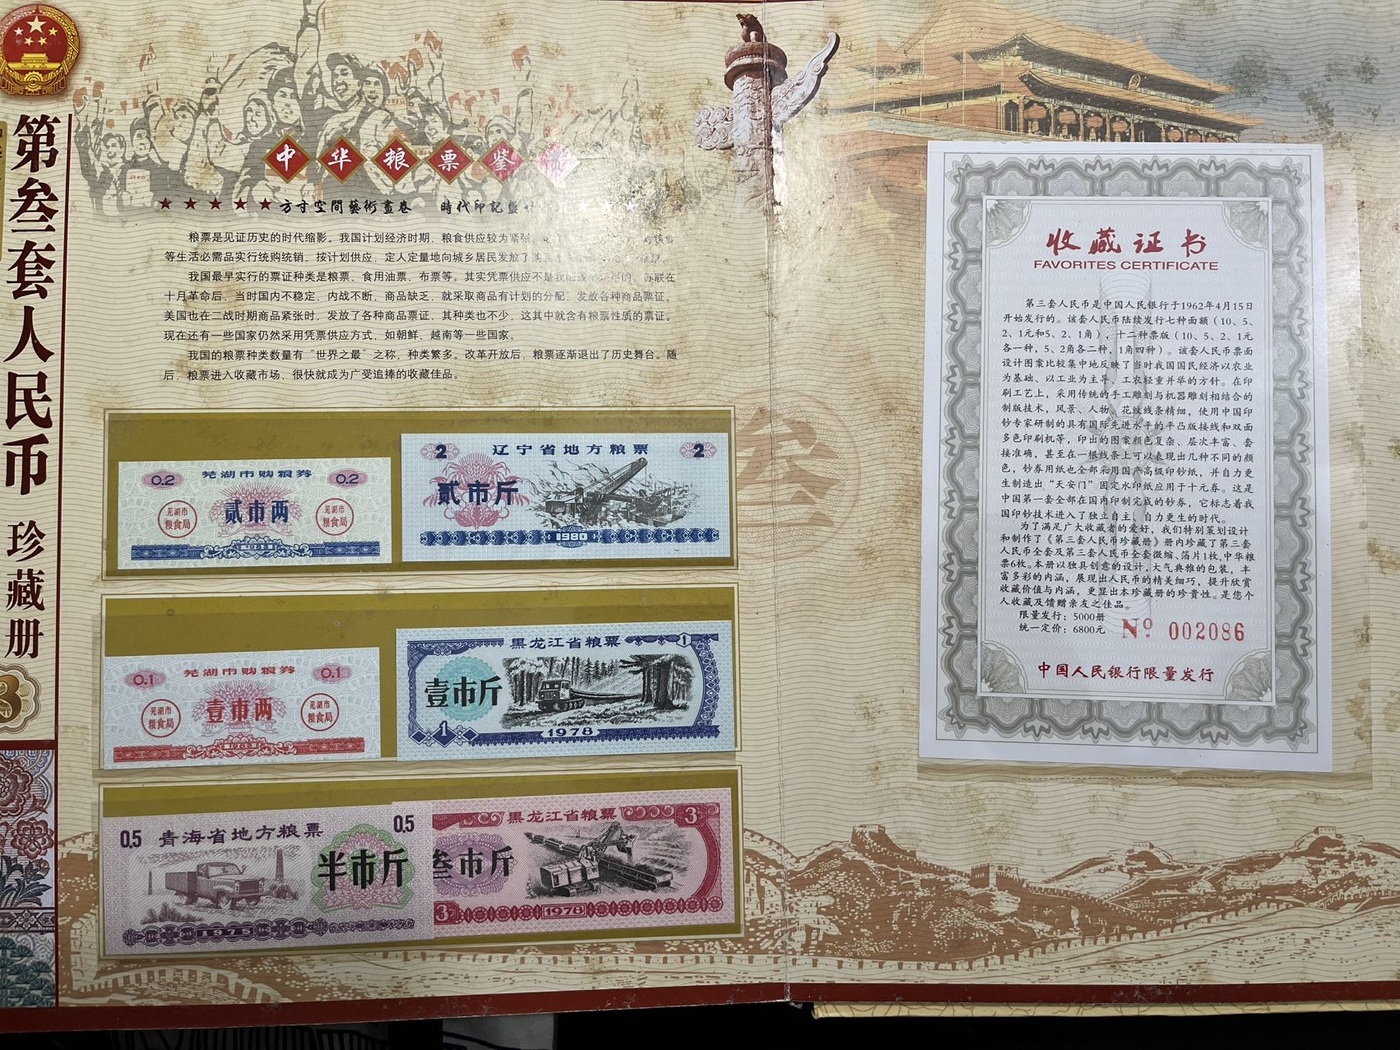 第叁套人民币 珍藏册
中华粮票鉴
方寸空間藝術畫卷 時代印記
粮票是见证历史的时代缩影。我国计划经济时期，粮食供应较为紧张，
等生活必需品实行统购统销，按计划供应，定人定量地向城乡居民发放了
我国最早实行的票证种类是粮票、食用油票、布票等。其实凭票供应不是我 苏联在
十月革命后，当时国内不稳定，内战不断，商品缺乏，就采取商品有计划的分配，发放各种商品票证。
美国也在二战时期商品紧张时，发放了各种商品票证，其种类也不少，这其中就含有粮票性质的票证。
现在还有一些国家仍然采用凭票供应方式，如朝鲜、越南等一些国家。
我国的粮票种类数量有“世界之最”之称，种类繁多。改革开放后，粮票逐渐退出了历史舞台。随
后，粮票进入收藏市场，很快就成为广受追捧的收藏佳品。
芜湖市购粮券
0.2 0.2
芜湖市粮食局 贰市两 芜湖市粮食局
辽宁省地方粮票
2 2
贰市斤
1980
芜湖市购粮券
0.1 0.1
芜湖市粮食局 壹市两 芜湖市粮食局
黑龙江省粮票
1
壹市斤
1 1978
青海省地方粮票
0.5 0.5
半市斤
1975
黑龙江省粮票
3
叁市斤
3 1978
叁
收藏证书
FAVORITES CERTIFICATE
第三套人民币是中国人民银行于1962年4月15日
开始发行的。该套人民币陆续发行七种面额（10、5、
2、1元和5、2、1角），十二种票版（10、5、2、1元
各一种，5、2角各二种，1角四种）。该套人民币票面
设计图案比较集中地反映了当时我国国民经济以农业
为基础、以工业为主导，工农轻重并举的方针。在印
刷工艺上，采用传统的手工雕刻与机器雕刻相结合的
制版技术，风景、人物、花纹线条精细，使用中国印
钞专家研制的具有国际先进水平的平凸版接线和双面
多色印刷机等，印出的图案颜色复杂、层次丰富、套
接准确，甚至在一根线条上可以表现出几种不同的颜
色，钞券用纸也全部采用国产高级印钞纸，并自力更
生制造出“天安门”固定水印纸应用于十元券。这是
中国第一套全部在国内印制完成的钞券，它标志着我
国印钞技术进入了独立自主、自力更生的时代。
为了满足广大收藏者的爱好，我们特别策划设计
和制作了《第三套人民币珍藏册》册内珍藏了第三套
人民币全套及第三套人民币全套微缩、箔片1枚,中华粮
票6枚。本册以独具创意的设计,大气典雅的包装，丰
富多彩的内涵，展现出人民币的精美细巧，提升欣赏
收藏价值与内涵，更显出本珍藏册的珍贵性。是您个
人收藏及馈赠亲友之佳品。
限量发行：5000册
统一定价：6800元 Nº 002086
中国人民银行限量发行